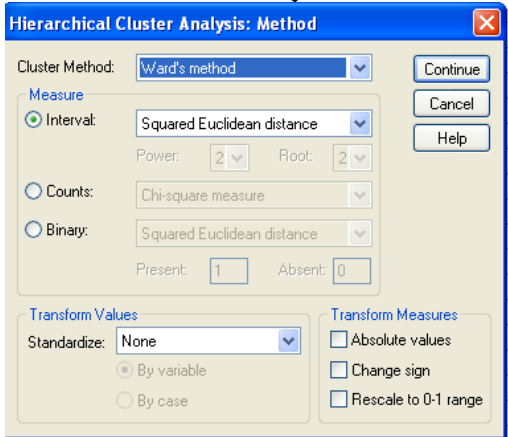 Hierarchical Cluster Analysis: Method
Cluster Method: Ward's method Continue
Cancel
Help
Measure
Interval: Squared Euclidean distance
Power: 2 Root: 2
Counts: Chi-square measure
Binary: Squared Euclidean distance
Present: 1 Absent: 0
Transform Values
Standardize: None
By variable
By case
Transform Measures
Absolute values
Change sign
Rescale to 0-1 range